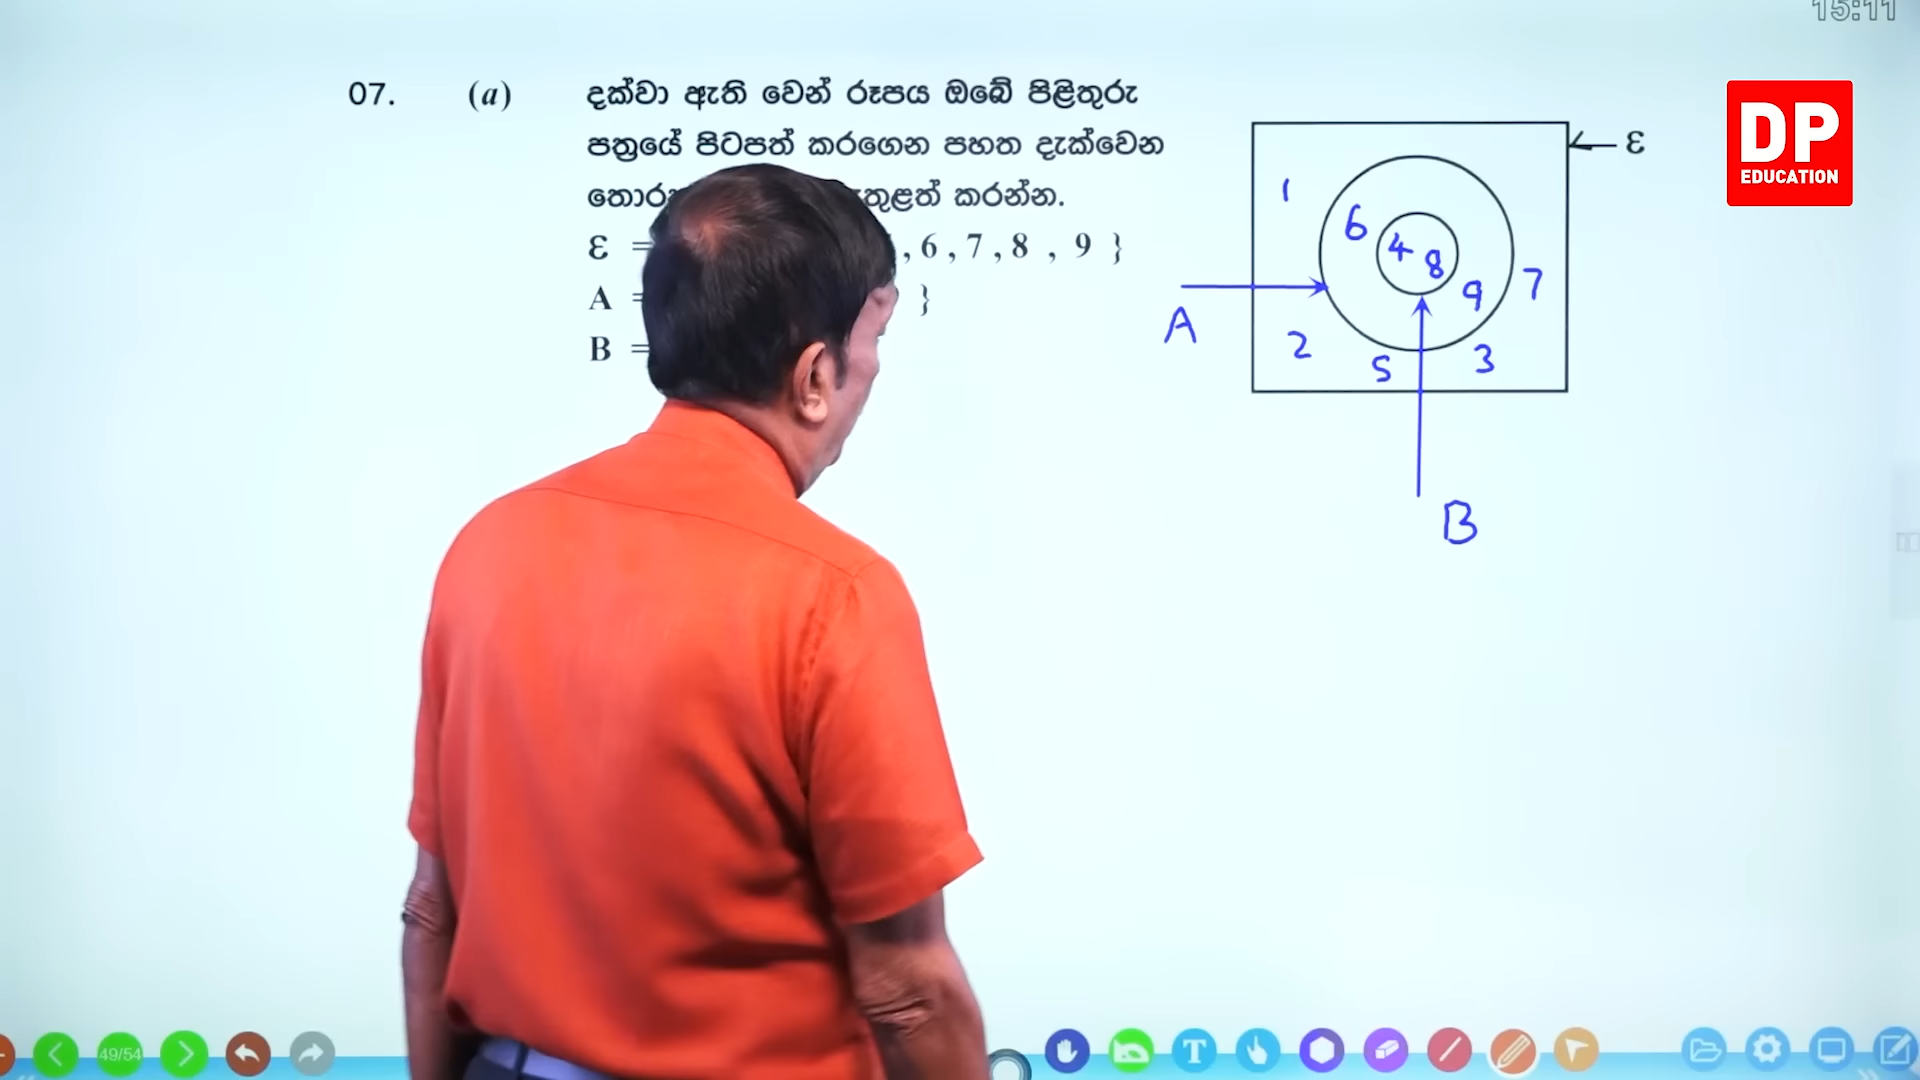 15:11
07. (a) දක්වා ඇති වෙන් රූපය ඔබේ පිළිතුරු
පත්‍රයේ පිටපත් කරගෙන පහත දැක්වෙන
කරන්න.
ε = , 6 , 7 , 8 , 9 }
A = }
B =
ε
1
6
4 8
9
7
A
2
5
3
B
DP
EDUCATION
49/54
T